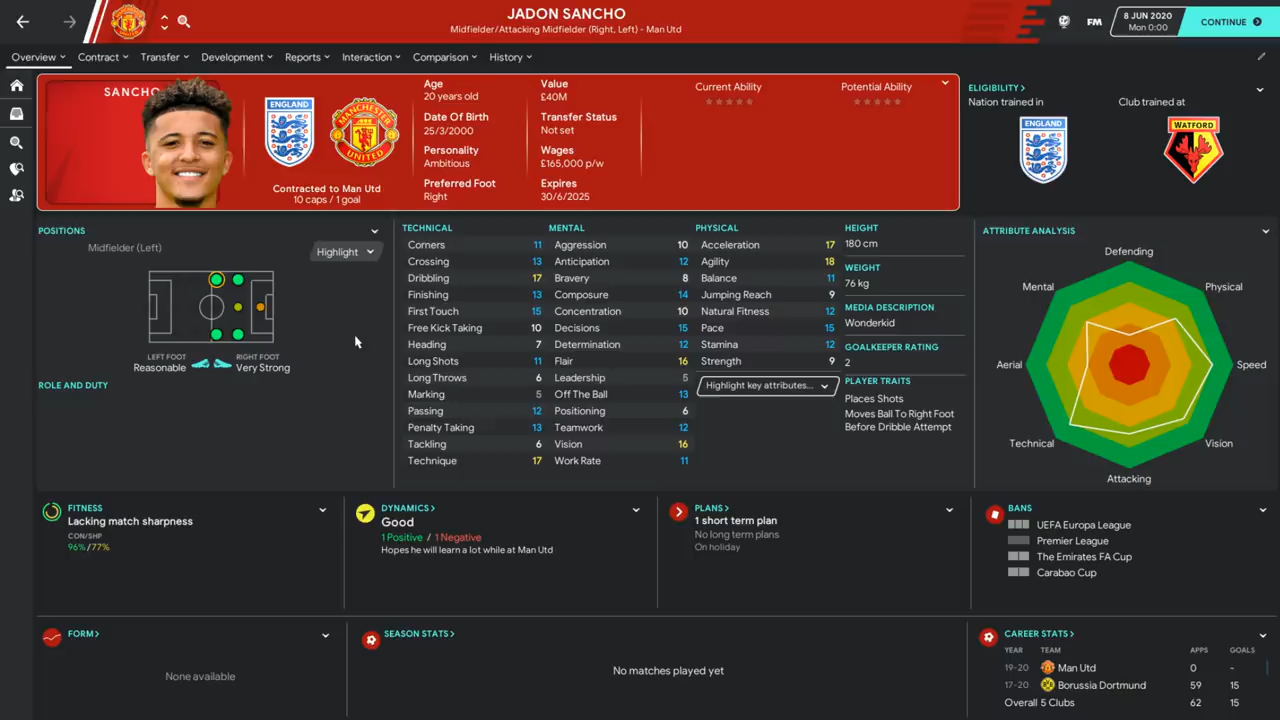 JADON SANCHO
Midfielder/Attacking Midfielder (Right, Left) - Man Utd
FM
8 JUN 2020
Mon 0:00
CONTINUE
Overview
Contract
Transfer
Development
Reports
Interaction
Comparison
History
SANCHO
ENGLAND
MANCHESTER
UNITED
Contracted to Man Utd
10 caps / 1 goal
Age
20 years old
Date Of Birth
25/3/2000
Personality
Ambitious
Preferred Foot
Right
Value
£40M
Transfer Status
Not set
Wages
£165,000 p/w
Expires
30/6/2025
Current Ability
Potential Ability
ELIGIBILITY >
Nation trained in
ENGLAND
Club trained at
WATFORD
POSITIONS
Midfielder (Left)
Highlight
LEFT FOOT
Reasonable
RIGHT FOOT
Very Strong
ROLE AND DUTY
TECHNICAL
Corners 11
Crossing 13
Dribbling 17
Finishing 13
First Touch 15
Free Kick Taking 10
Heading 7
Long Shots 11
Long Throws 6
Marking 5
Passing 12
Penalty Taking 13
Tackling 6
Technique 17
MENTAL
Aggression 10
Anticipation 12
Bravery 8
Composure 14
Concentration 10
Decisions 15
Determination 12
Flair 16
Leadership 5
Off The Ball 13
Positioning 6
Teamwork 12
Vision 16
Work Rate 11
PHYSICAL
Acceleration 17
Agility 18
Balance 11
Jumping Reach 9
Natural Fitness 12
Pace 15
Stamina 12
Strength 9
Highlight key attributes...
HEIGHT
180 cm
WEIGHT
76 kg
MEDIA DESCRIPTION
Wonderkid
GOALKEEPER RATING
2
PLAYER TRAITS
Places Shots
Moves Ball To Right Foot
Before Dribble Attempt
ATTRIBUTE ANALYSIS
Defending
Mental
Physical
Aerial
Speed
Technical
Vision
Attacking
FITNESS
Lacking match sharpness
CON/SHP
96%/77%
DYNAMICS >
Good
1 Positive / 1 Negative
Hopes he will learn a lot while at Man Utd
PLANS >
1 short term plan
No long term plans
On holiday
BANS
UEFA Europa League
Premier League
The Emirates FA Cup
Carabao Cup
FORM >
None available
SEASON STATS >
No matches played yet
CAREER STATS >
YEAR TEAM APPS GOALS
19-20 Man Utd 0 -
17-20 Borussia Dortmund 59 15
Overall 5 Clubs 62 15